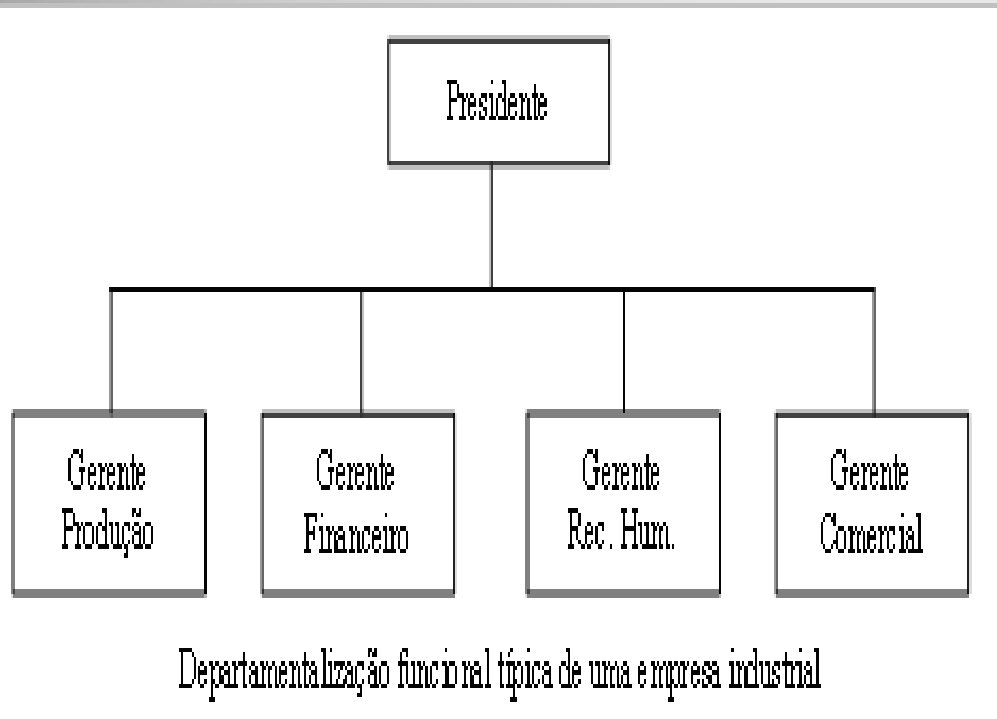 Presidente
Gerente
Produção
Gerente
Financeiro
Gerente
Rec. Hum.
Gerente
Comercial
Departamentalização funcional típica de uma empresa industrial